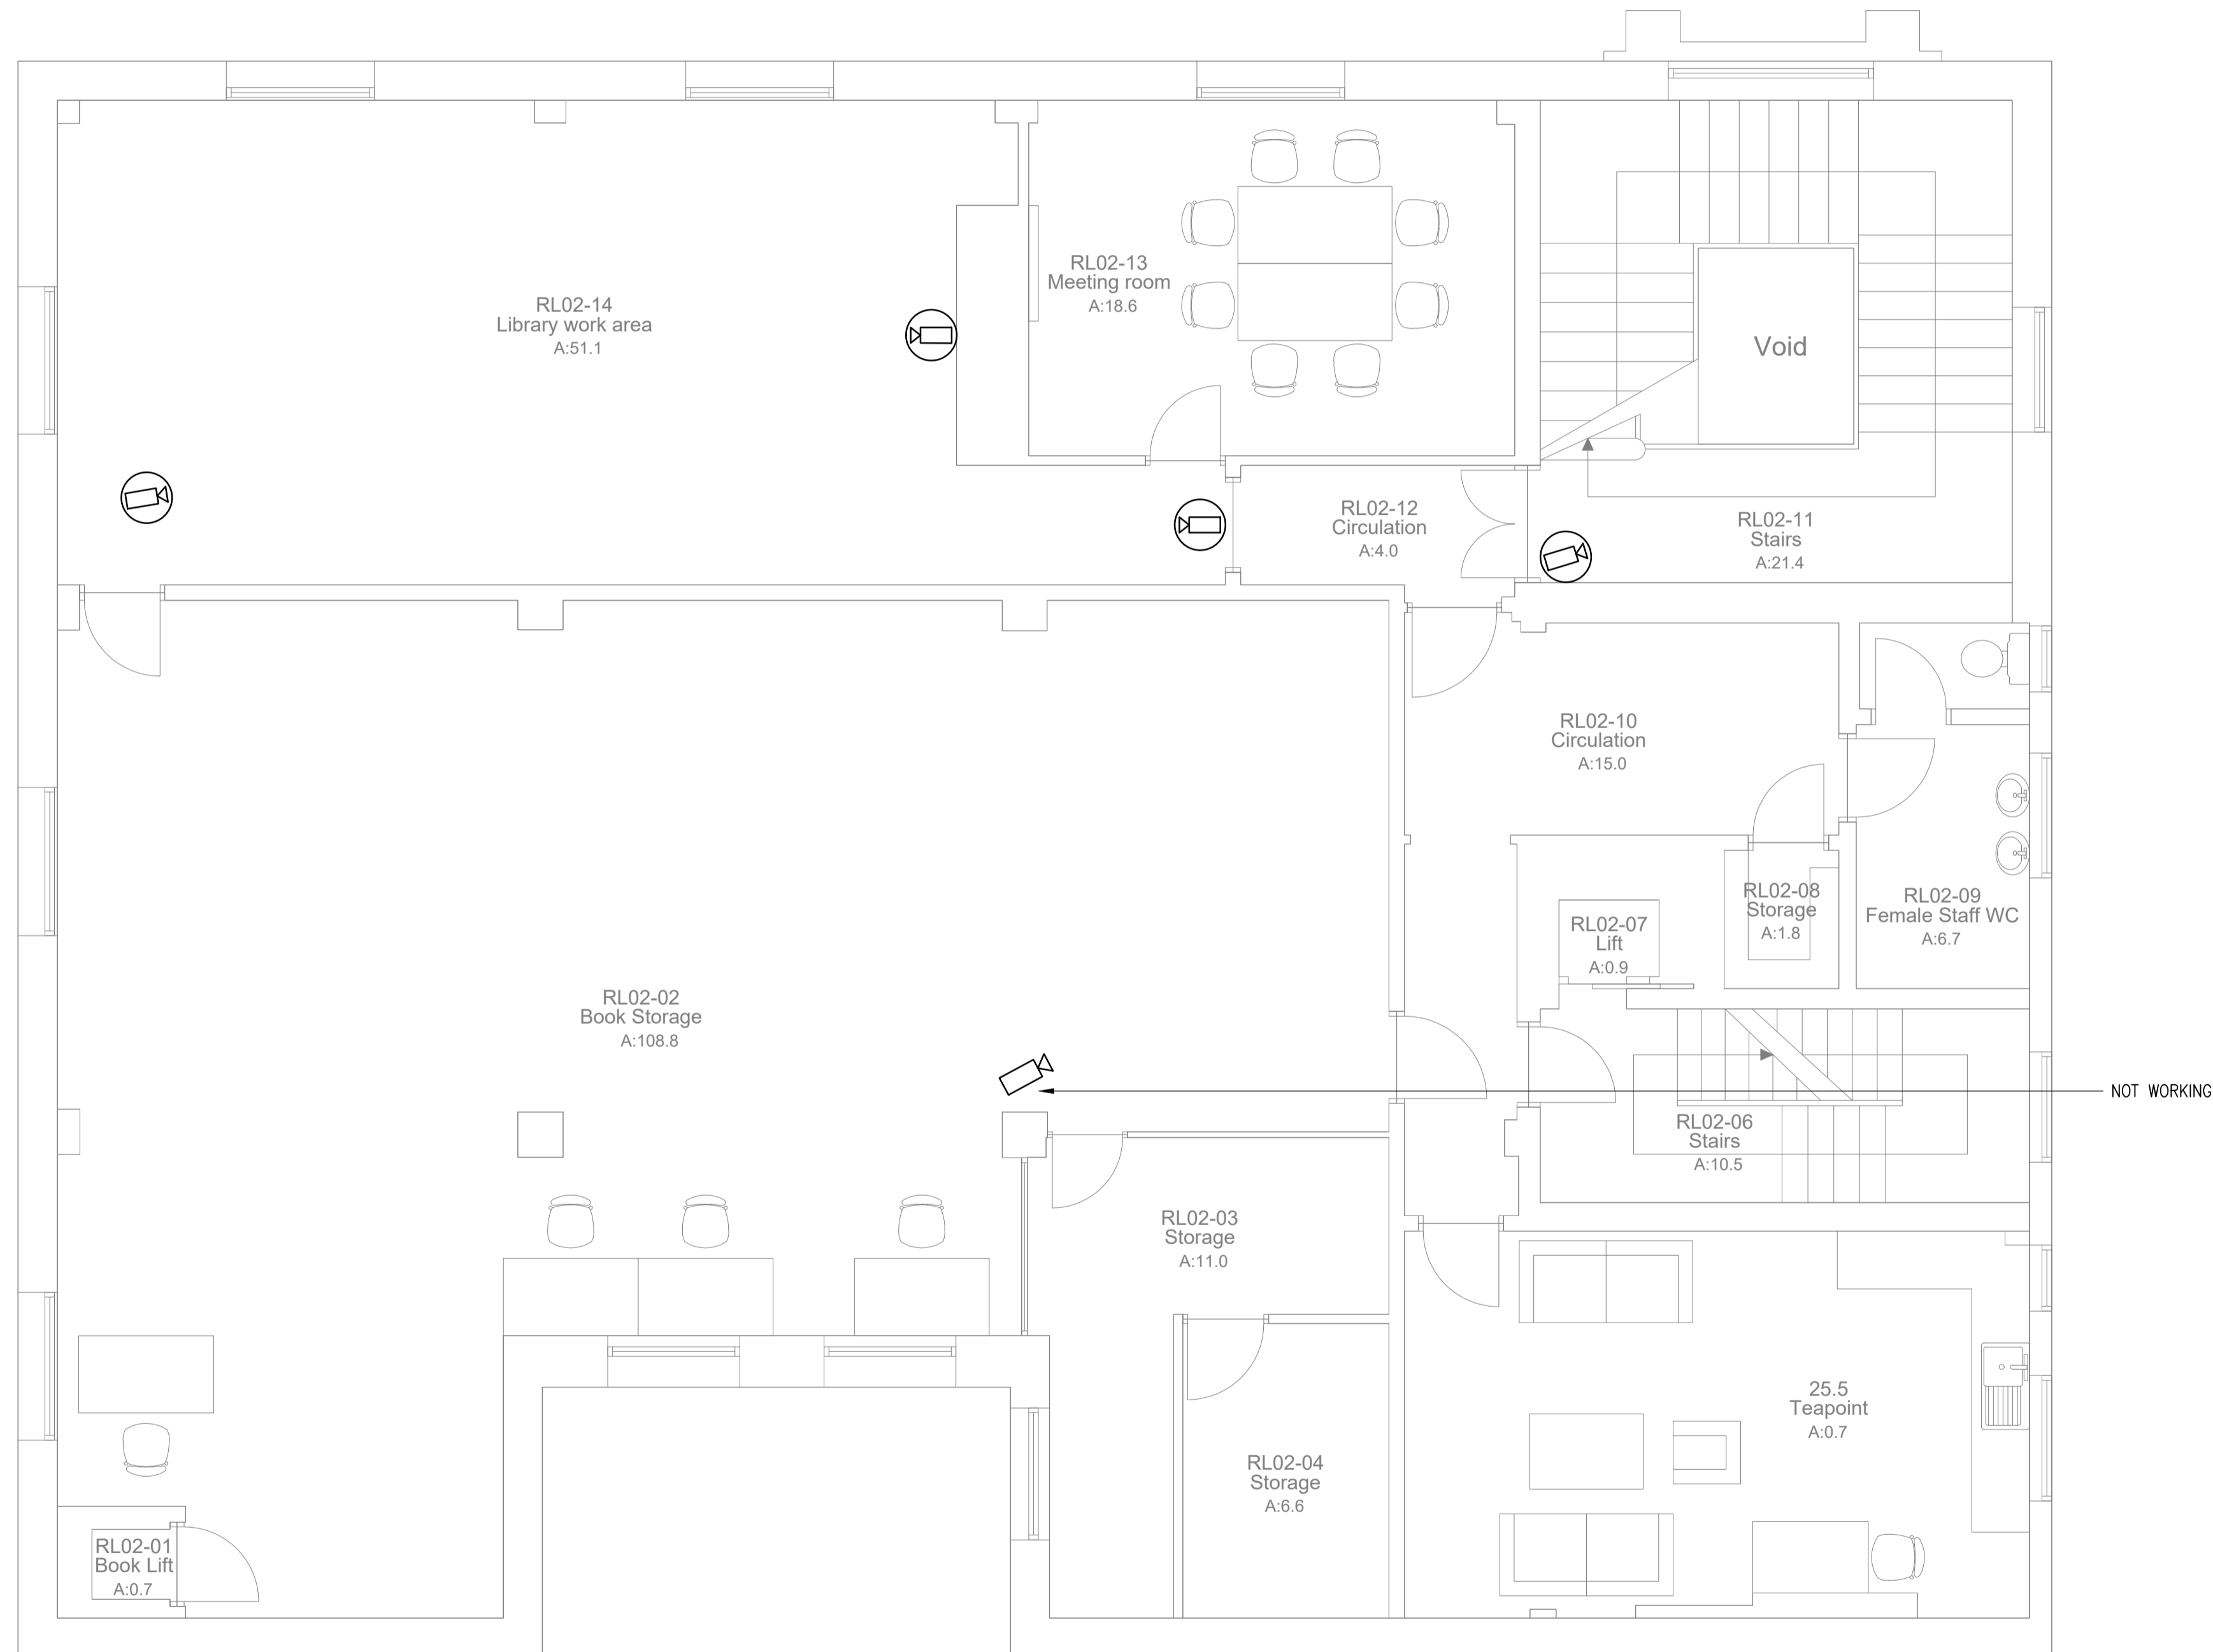 RL02-13
Meeting room
A:18.6
RL02-14
Library work area
A:51.1
Void
RL02-12
Circulation
A:4.0
RL02-11
Stairs
A:21.4
RL02-10
Circulation
A:15.0
RL02-08
Storage
A:1.8
RL02-09
Female Staff WC
A:6.7
RL02-07
Lift
A:0.9
RL02-02
Book Storage
A:108.8
NOT WORKING
RL02-06
Stairs
A:10.5
RL02-03
Storage
A:11.0
25.5
Teapoint
A:0.7
RL02-04
Storage
A:6.6
RL02-01
Book Lift
A:0.7